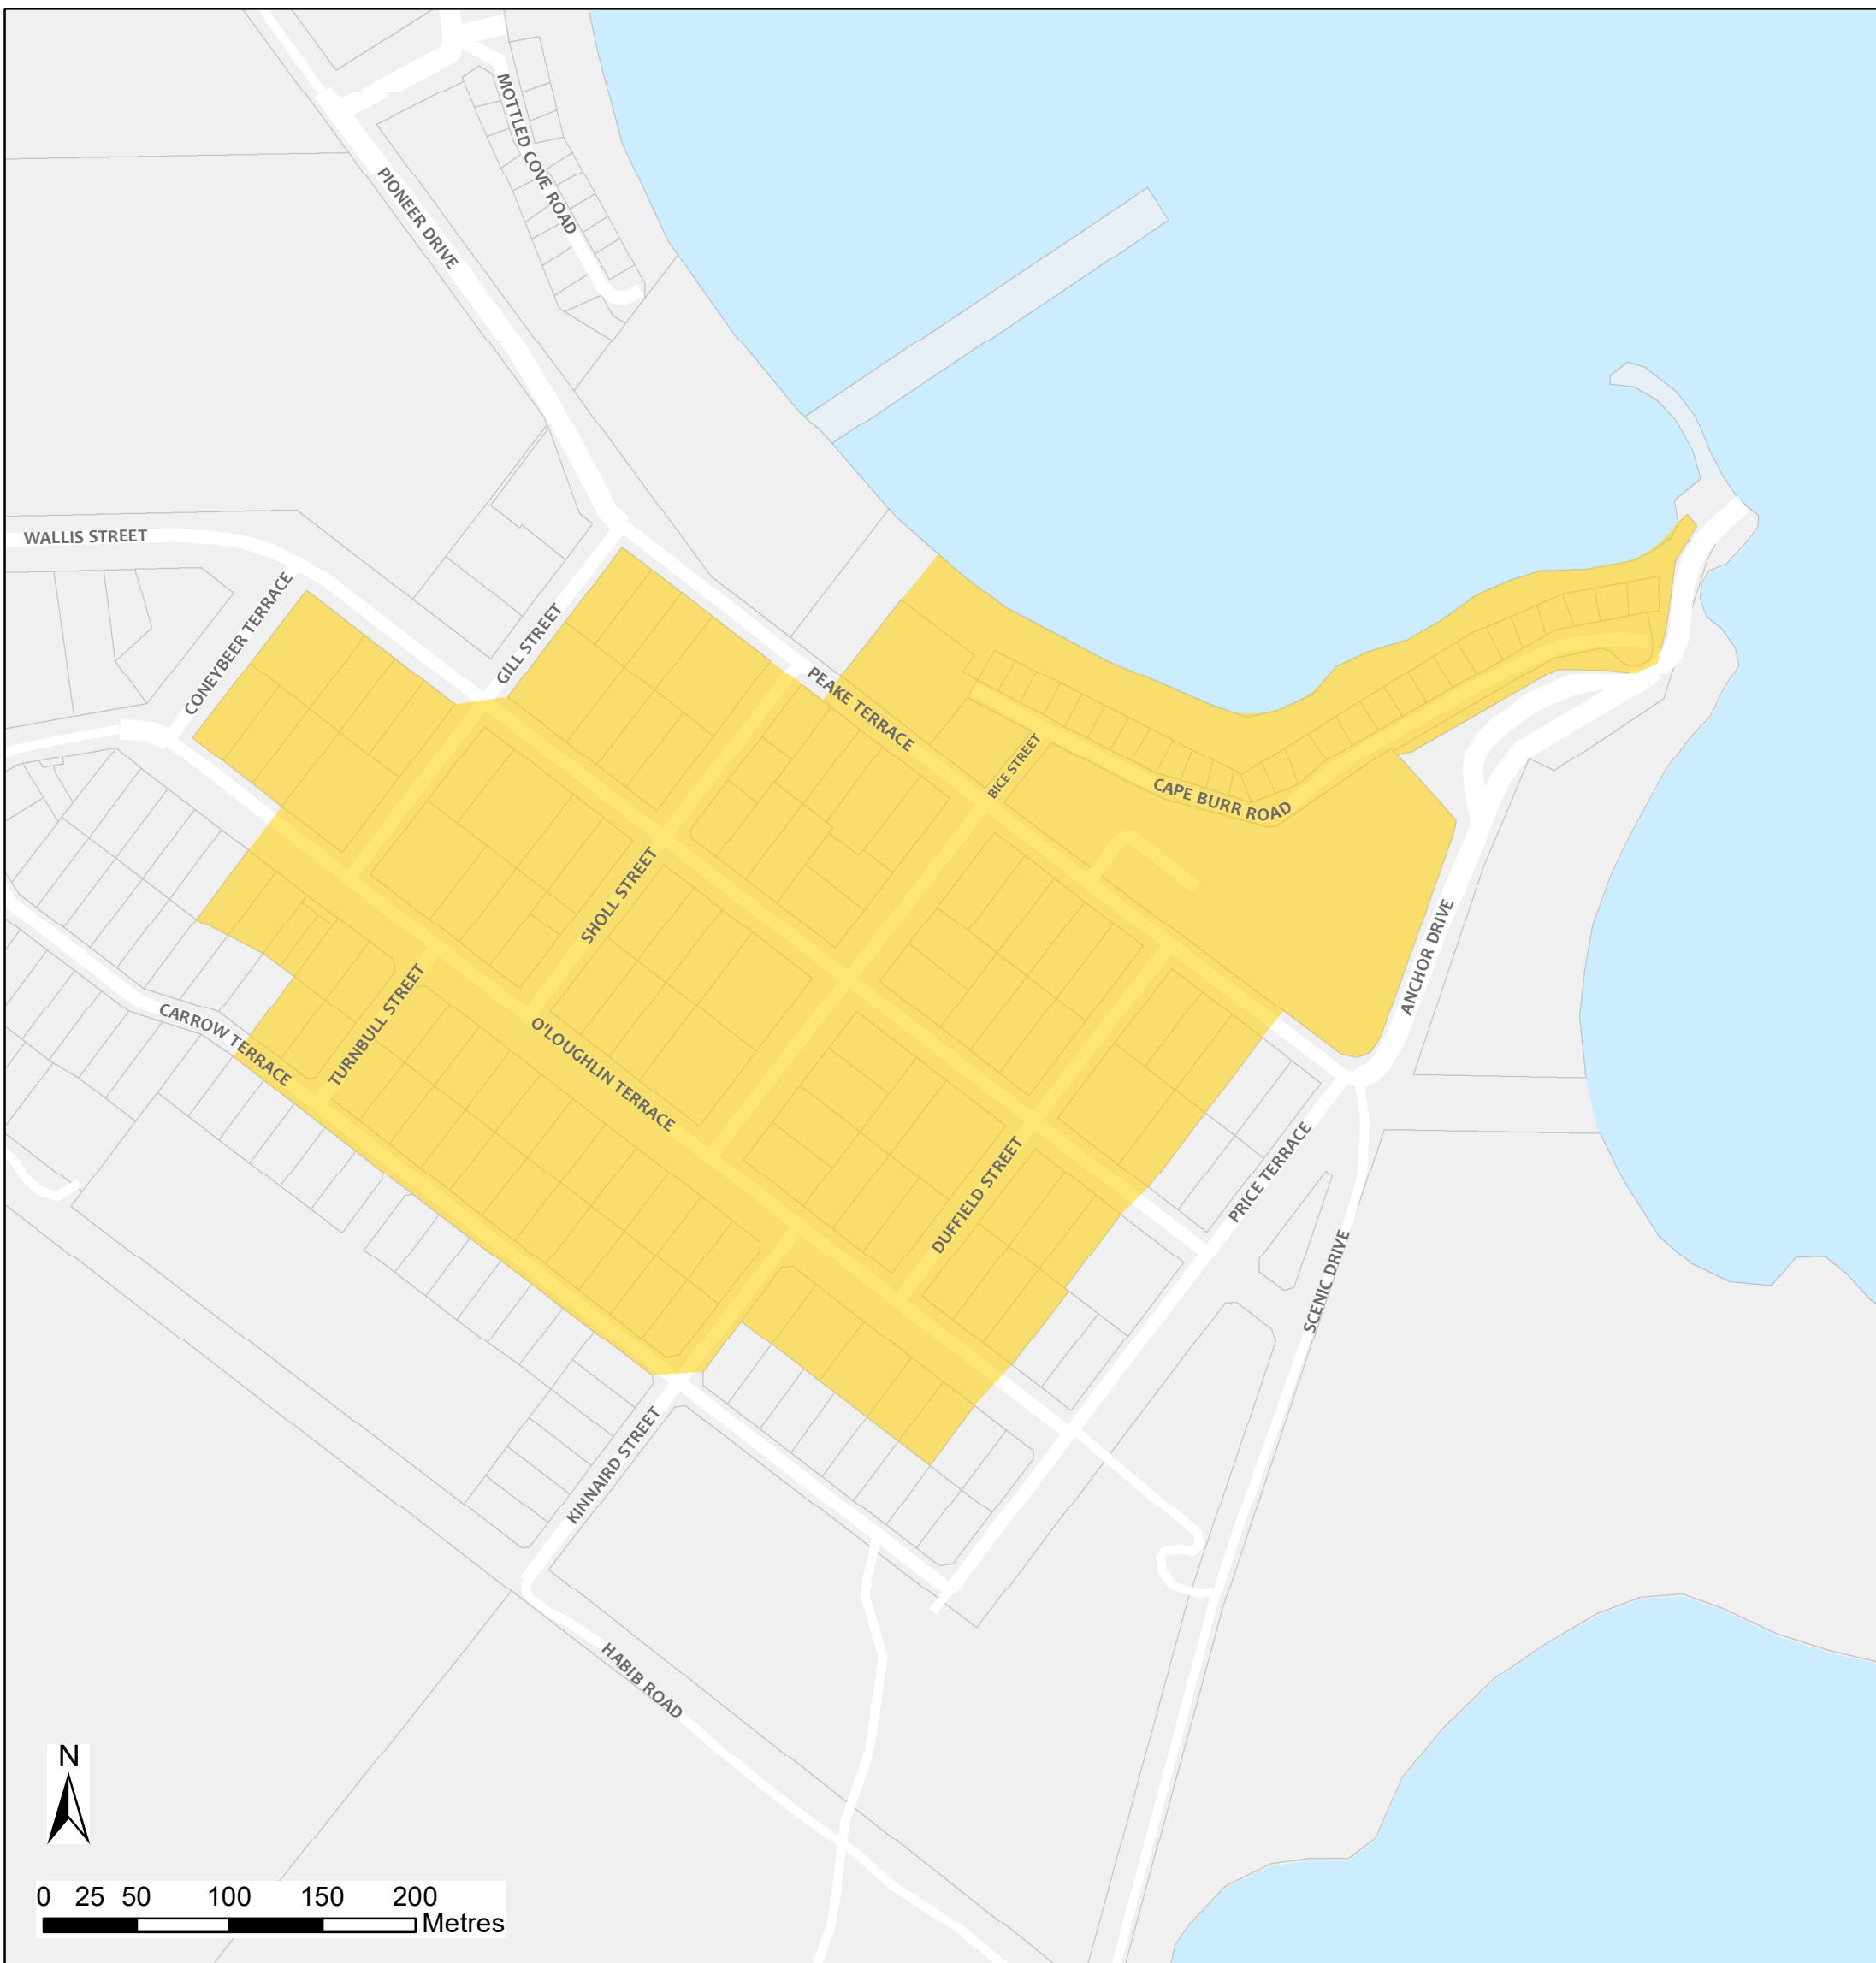 MOTTLED COVE ROAD
PIONEER DRIVE
WALLIS STREET
CONEYBEER TERRACE
GILL STREET
PEAKE TERRACE
BICE STREET
CAPE BURR ROAD
SHOLL STREET
ANCHOR DRIVE
TURNBULL STREET
CARROW TERRACE
O'LOUGHLIN TERRACE
DUFFIELD STREET
PRICE TERRACE
SCENIC DRIVE
KINNAIRD STREET
HABIB ROAD
N
0 25 50 100 150 200
Metres